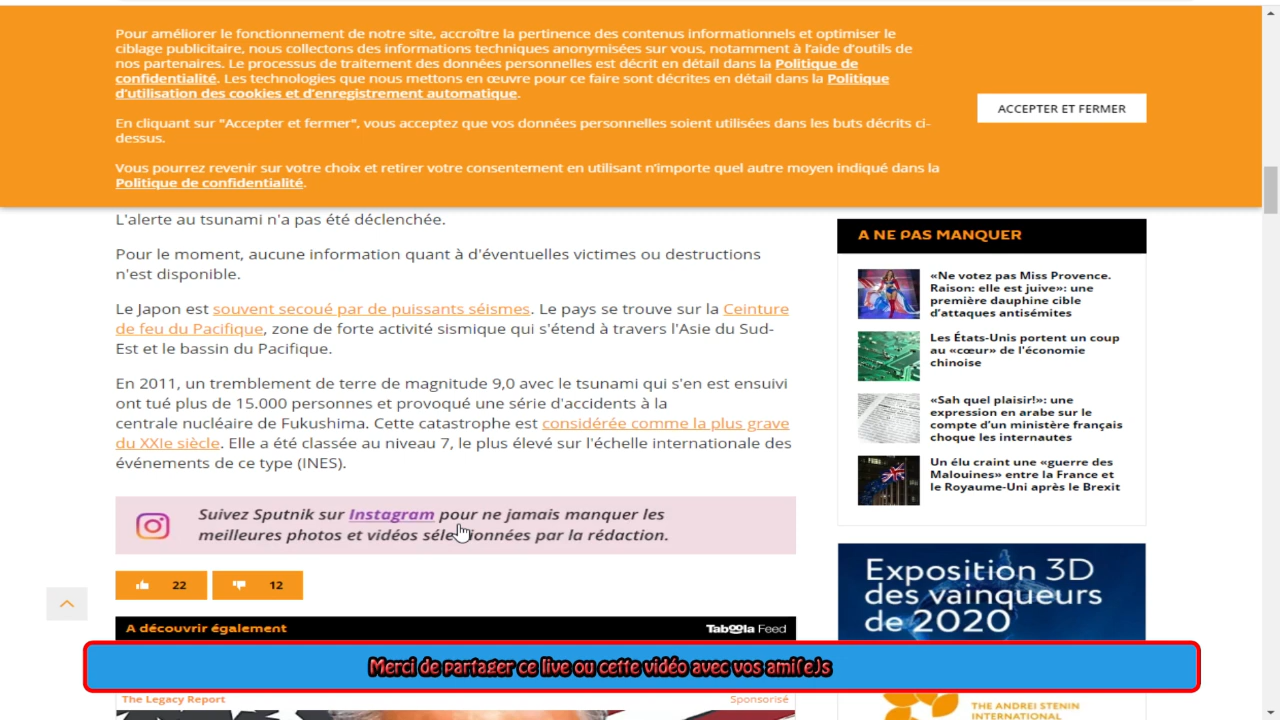 Pour améliorer le fonctionnement de notre site, accroître la pertinence des contenus informationnels et optimiser le
ciblage publicitaire, nous collectons des informations techniques anonymisées sur vous, notamment à l'aide d'outils de
nos partenaires. Le processus de traitement des données personnelles est décrit en détail dans la Politique de
confidentialité. Les technologies que nous mettons en œuvre pour ce faire sont décrites en détail dans la Politique
d'utilisation des cookies et d'enregistrement automatique.
En cliquant sur "Accepter et fermer", vous acceptez que vos données personnelles soient utilisées dans les buts décrits ci-
dessus.
Vous pourrez revenir sur votre choix et retirer votre consentement en utilisant n'importe quel autre moyen indiqué dans la
Politique de confidentialité.
ACCEPTER ET FERMER
L'alerte au tsunami n'a pas été déclenchée.
Pour le moment, aucune information quant à d'éventuelles victimes ou destructions
n'est disponible.
Le Japon est souvent secoué par de puissants séismes. Le pays se trouve sur la Ceinture
de feu du Pacifique, zone de forte activité sismique qui s'étend à travers l'Asie du Sud-
Est et le bassin du Pacifique.
En 2011, un tremblement de terre de magnitude 9,0 avec le tsunami qui s'en est ensuivi
ont tué plus de 15.000 personnes et provoqué une série d'accidents à la
centrale nucléaire de Fukushima. Cette catastrophe est considérée comme la plus grave
du XXIe siècle. Elle a été classée au niveau 7, le plus élevé sur l'échelle internationale des
événements de ce type (INES).
Suivez Sputnik sur Instagram pour ne jamais manquer les
meilleures photos et vidéos sélectionnées par la rédaction.
22
12
A découvrir également
Taboola Feed
The Legacy Report
Sponsorisé
A NE PAS MANQUER
«Ne votez pas Miss Provence.
Raison: elle est juive»: une
première dauphine cible
d'attaques antisémites
Les États-Unis portent un coup
au «cœur» de l'économie
chinoise
«Sah quel plaisir!»: une
expression en arabe sur le
compte d'un ministère français
choque les internautes
Un élu craint une «guerre des
Malouines» entre la France et
le Royaume-Uni après le Brexit
Exposition 3D
des vainqueurs
de 2020
THE ANDREI STENIN
INTERNATIONAL
Merci de partager ce live ou cette vidéo avec vos ami(e)s